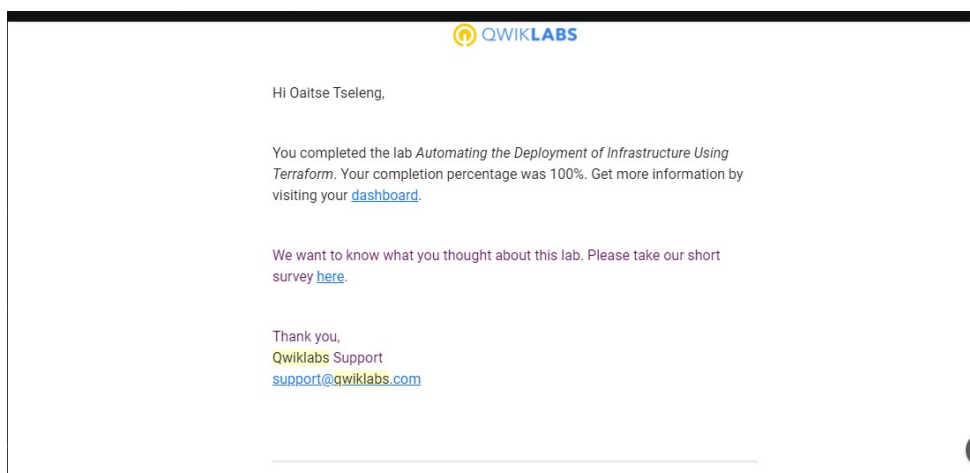 QWIKLABS
Hi Oaitse Tseleng,
You completed the lab Automating the Deployment of Infrastructure Using
Terraform. Your completion percentage was 100%. Get more information by
visiting your dashboard.
We want to know what you thought about this lab. Please take our short
survey here.
Thank you,
Qwiklabs Support
support@qwiklabs.com